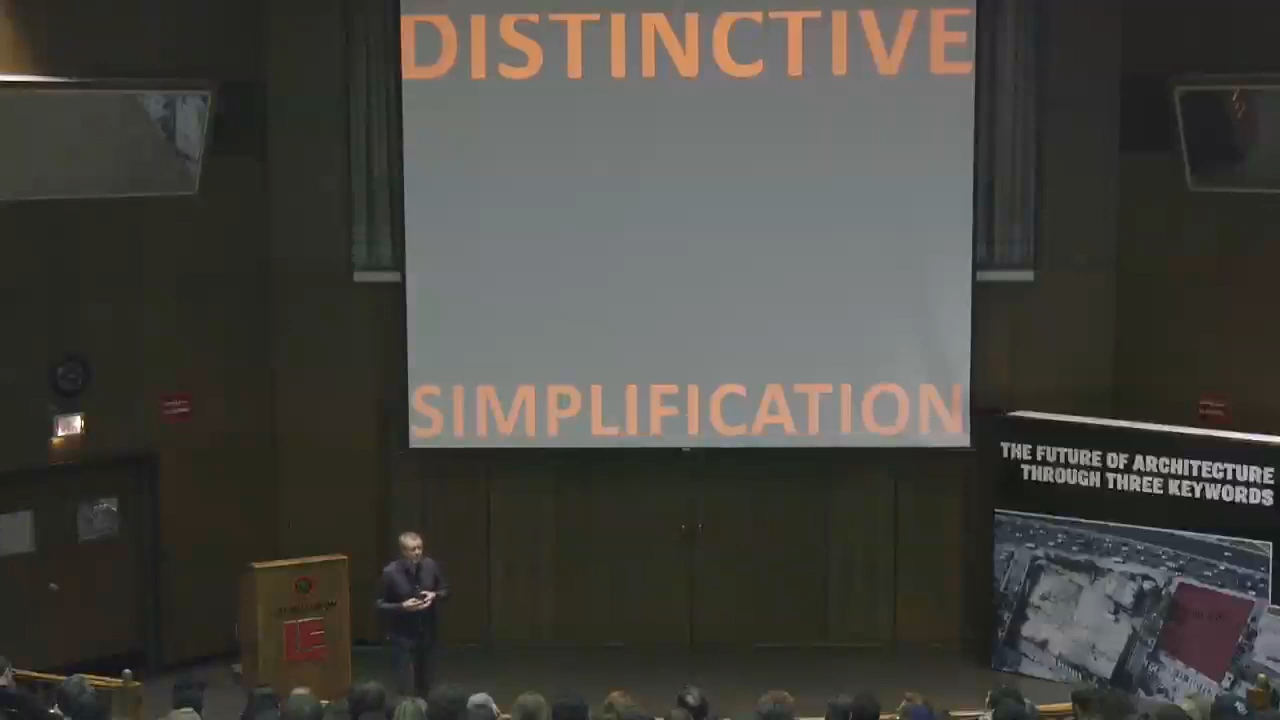 DISTINCTIVE
SIMPLIFICATION
THE FUTURE OF ARCHITECTURE
THROUGH THREE KEYWORDS
IE